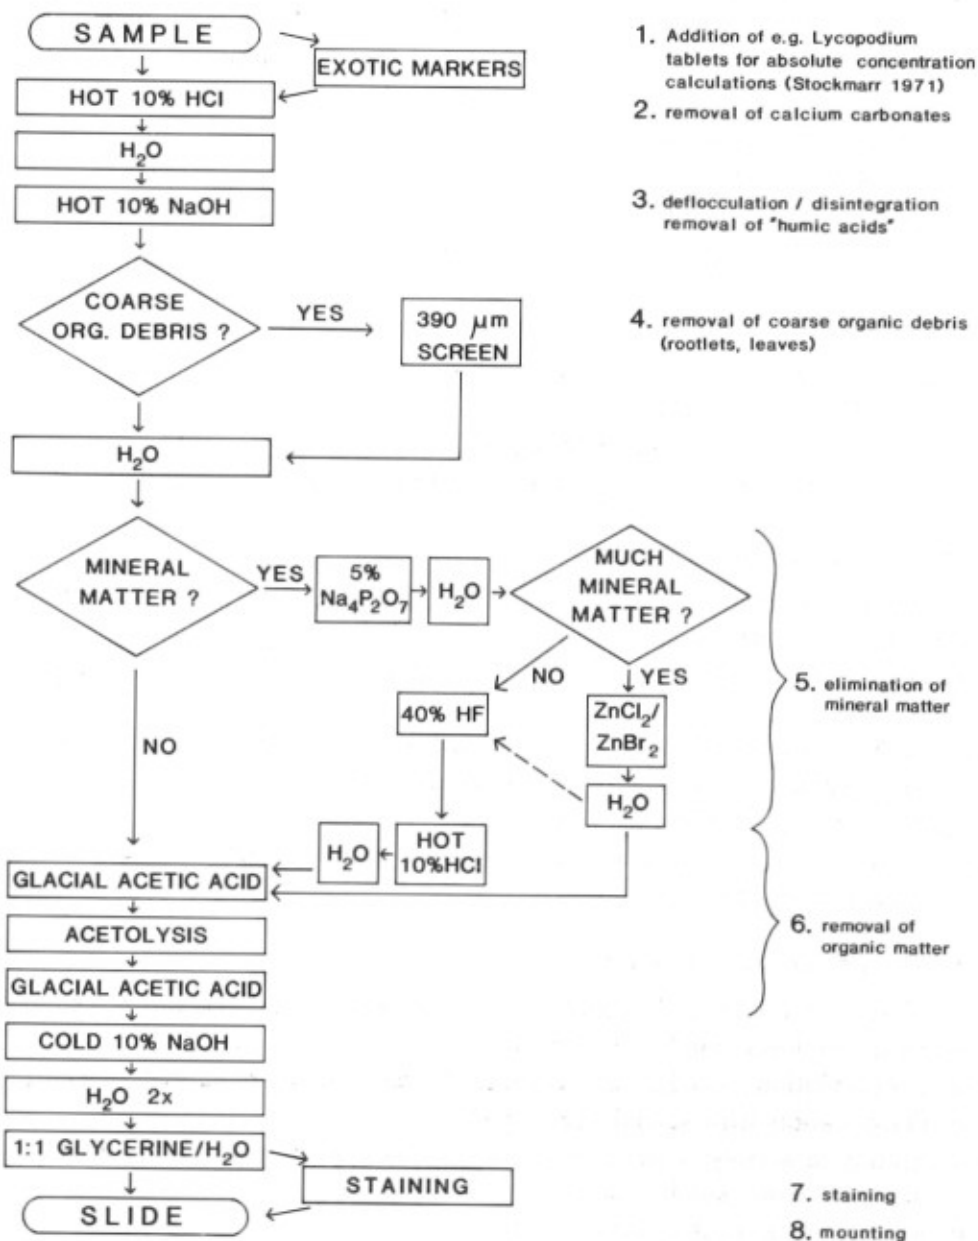 SAMPLE
EXOTIC MARKERS
HOT 10% HCl
H₂O
HOT 10% NaOH
COARSE
ORG. DEBRIS ?
YES
390 µm
SCREEN
H₂O
MINERAL
MATTER ?
YES
5%
Na₄P₂O₇
H₂O
MUCH
MINERAL
MATTER ?
NO
YES
40% HF
ZnCl₂/
ZnBr₂
NO
H₂O
HOT
10%HCl
H₂O
GLACIAL ACETIC ACID
ACETOLYSIS
GLACIAL ACETIC ACID
COLD 10% NaOH
H₂O 2x
1:1 GLYCERINE/H₂O
STAINING
SLIDE
1. Addition of e.g. Lycopodium
tablets for absolute concentration
calculations (Stockmarr 1971)
2. removal of calcium carbonates
3. deflocculation / disintegration
removal of "humic acids"
4. removal of coarse organic debris
(rootlets, leaves)
5. elimination of
mineral matter
6. removal of
organic matter
7. staining
8. mounting